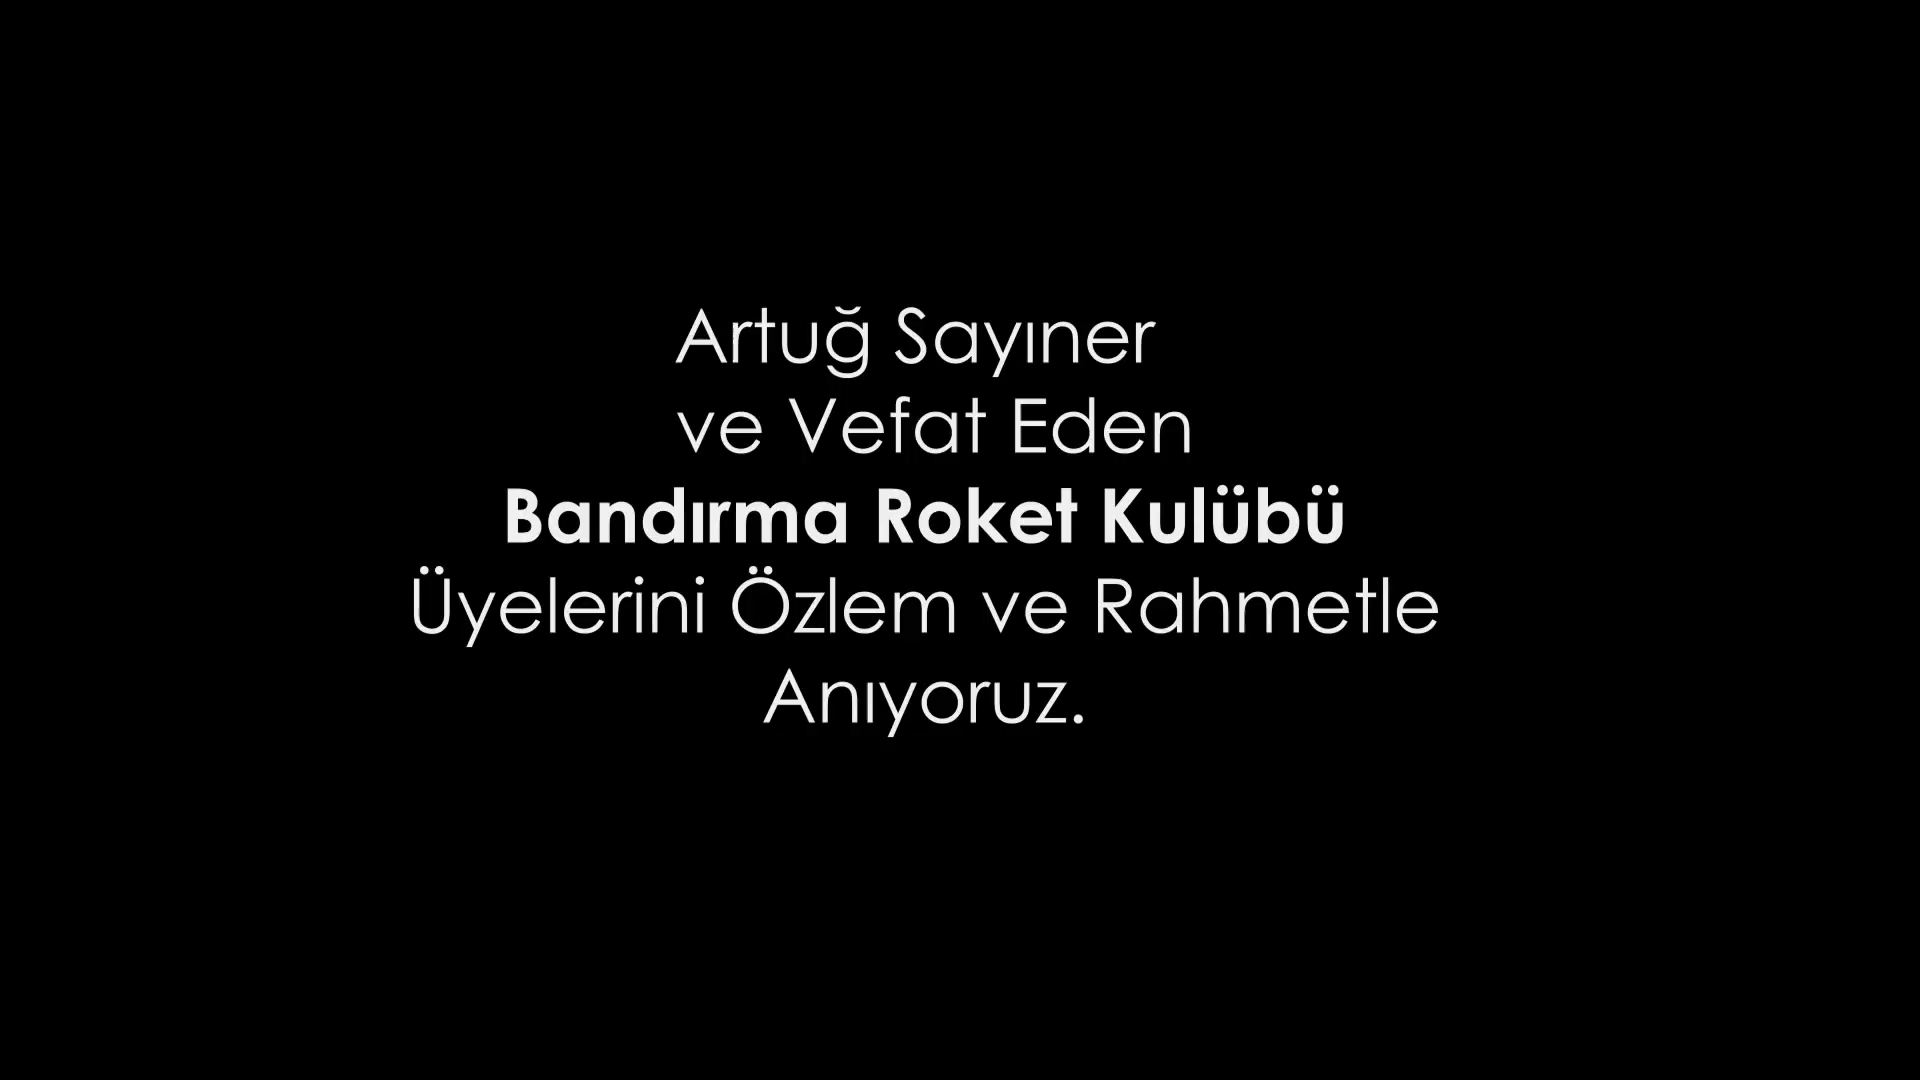 Artuğ Sayıner
ve Vefat Eden
Bandırma Roket Kulübü
Üyelerini Özlem ve Rahmetle
Anıyoruz.